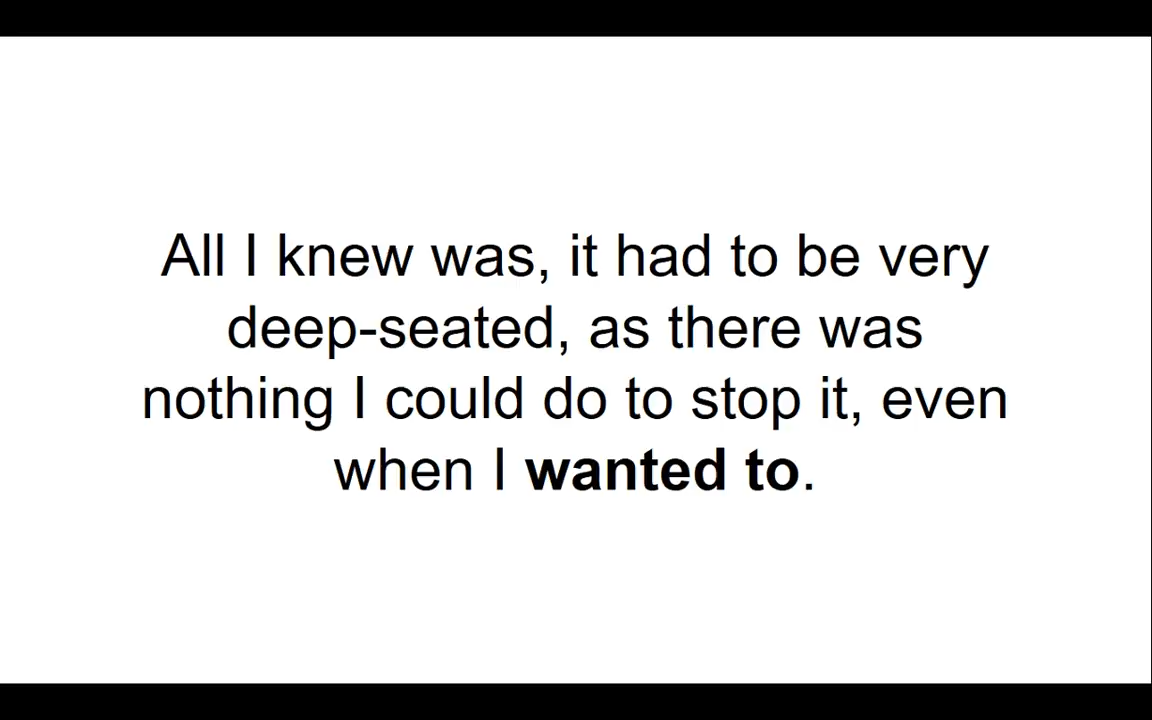 All I knew was, it had to be very
deep-seated, as there was
nothing I could do to stop it, even
when I wanted to.